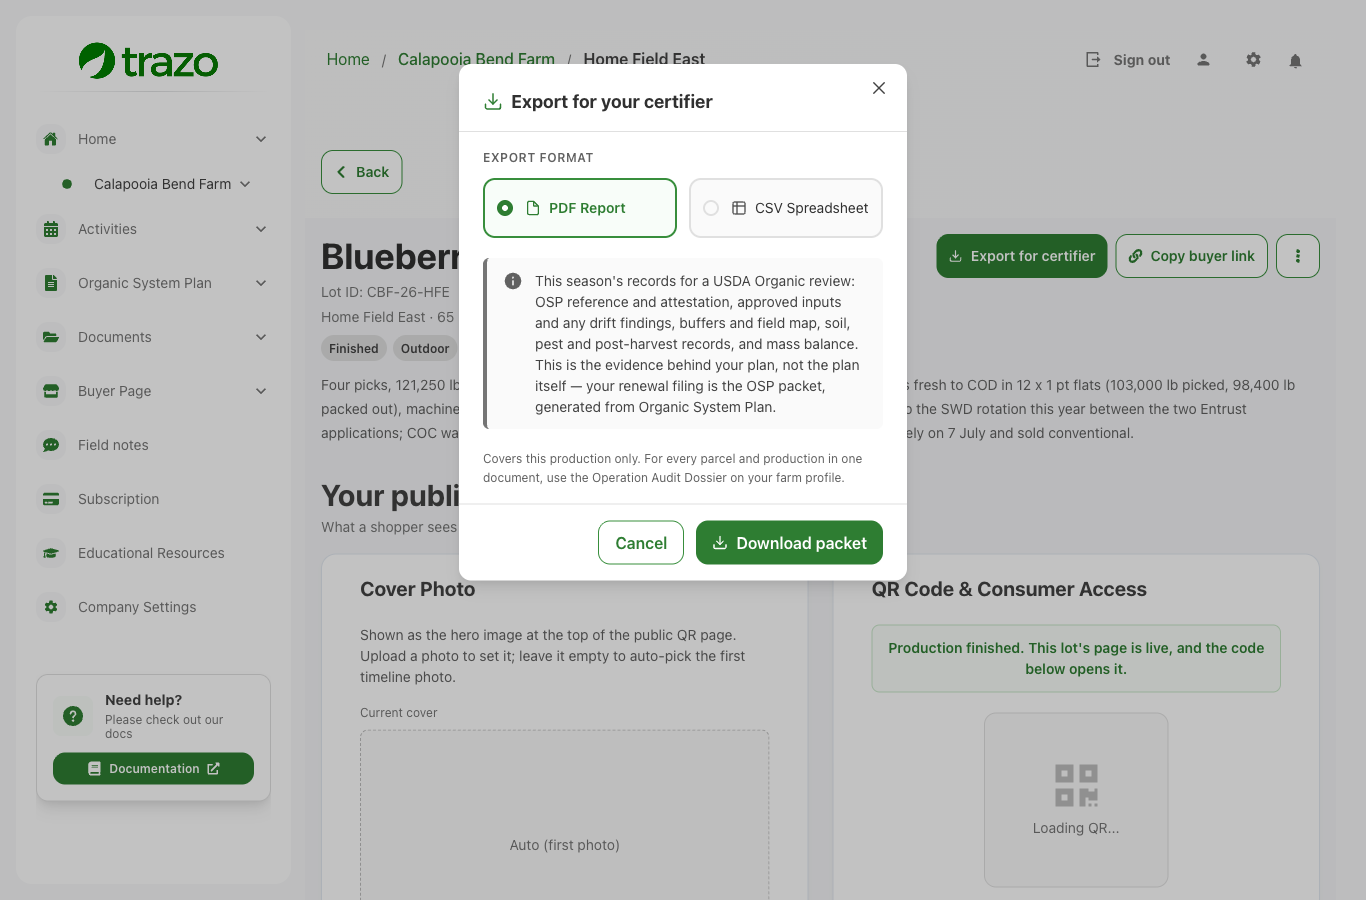 trazo
Home
Calapooia Bend Farm
Activities
Organic System Plan
Documents
Buyer Page
Field notes
Subscription
Educational Resources
Company Settings
Need help?
Please check out our
docs
Documentation
Home / Calapooia Bend Farm / Home Field East
Sign out
Back
Export for certifier
Copy buyer link
Lot ID: CBF-26-HFE
Home Field East · 65
Finished
Outdoor
Four picks, 121,250 lb
s fresh to COD in 12 x 1 pt flats (103,000 lb picked, 98,400 lb
packed out), machine
the SWD rotation this year between the two Entrust
applications; COC
on 7 July and sold conventional.
Your
What a shopper sees
Cover Photo
Shown as the hero image at the top of the public QR page.
Upload a photo to set it; leave it empty to auto-pick the first
timeline photo.
Current cover
Auto (first photo)
QR Code & Consumer Access
Production finished. This lot's page is live, and the code
below opens it.
Loading QR...
Export for your certifier
EXPORT FORMAT
PDF Report
CSV Spreadsheet
This season's records for a USDA Organic review:
OSP reference and attestation, approved inputs
and any drift findings, buffers and field map, soil,
pest and post-harvest records, and mass balance.
This is the evidence behind your plan, not the plan
itself — your renewal filing is the OSP packet,
generated from Organic System Plan.
Covers this production only. For every parcel and production in one
document, use the Operation Audit Dossier on your farm profile.
Cancel
Download packet